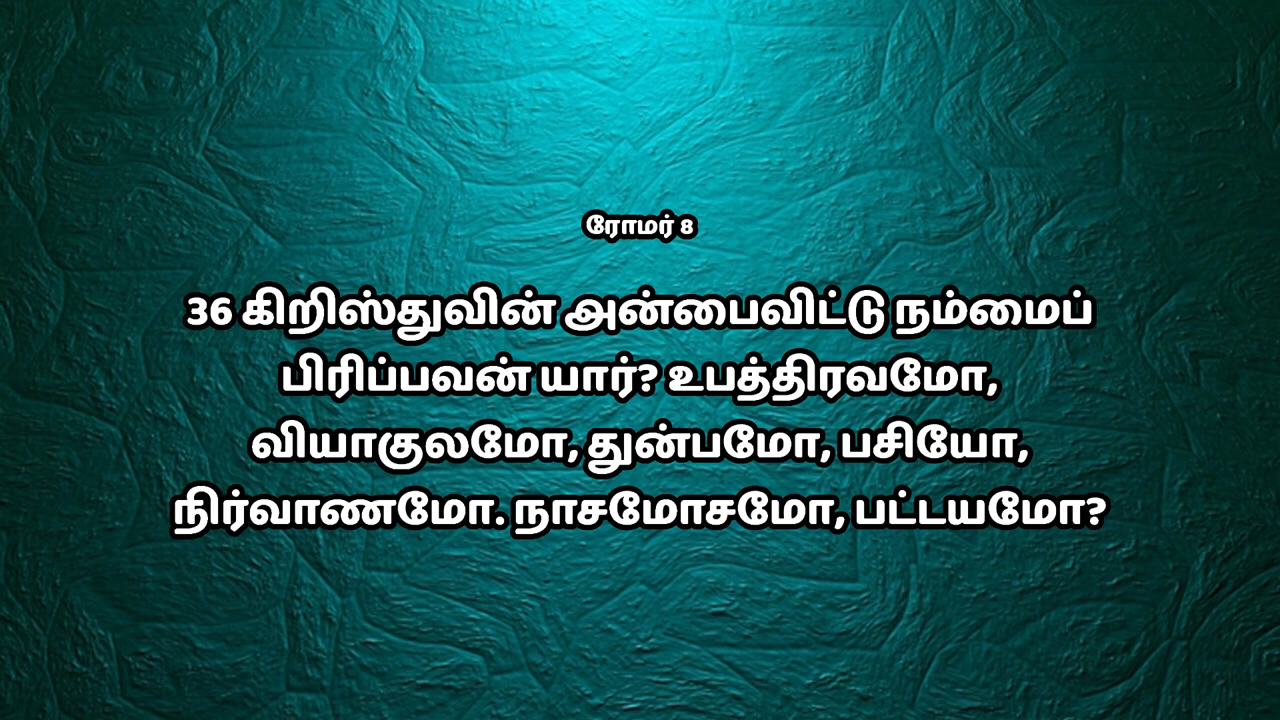 ரோமர் 8
36 கிறிஸ்துவின் அன்பைவிட்டு நம்மைப்
பிரிப்பவன் யார்? உபத்திரவமோ,
வியாகுலமோ, துன்பமோ, பசியோ,
நிர்வாணமோ. நாசமோசமோ, பட்டயமோ?